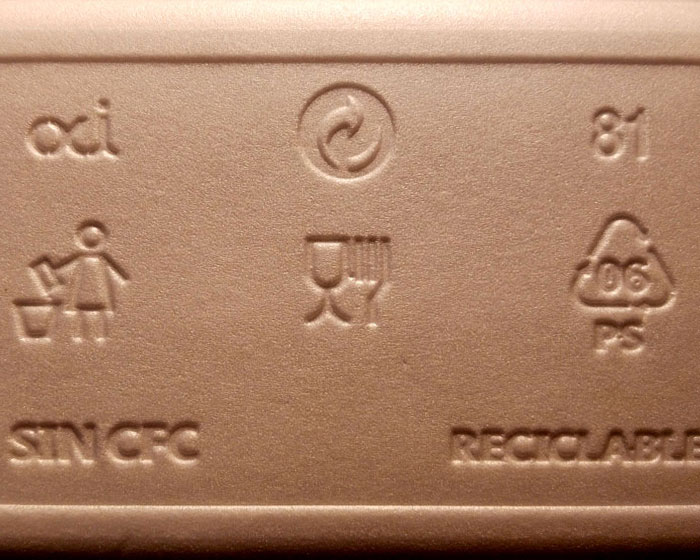 oci 81
06
PS
SIN CFC RECICLABLE